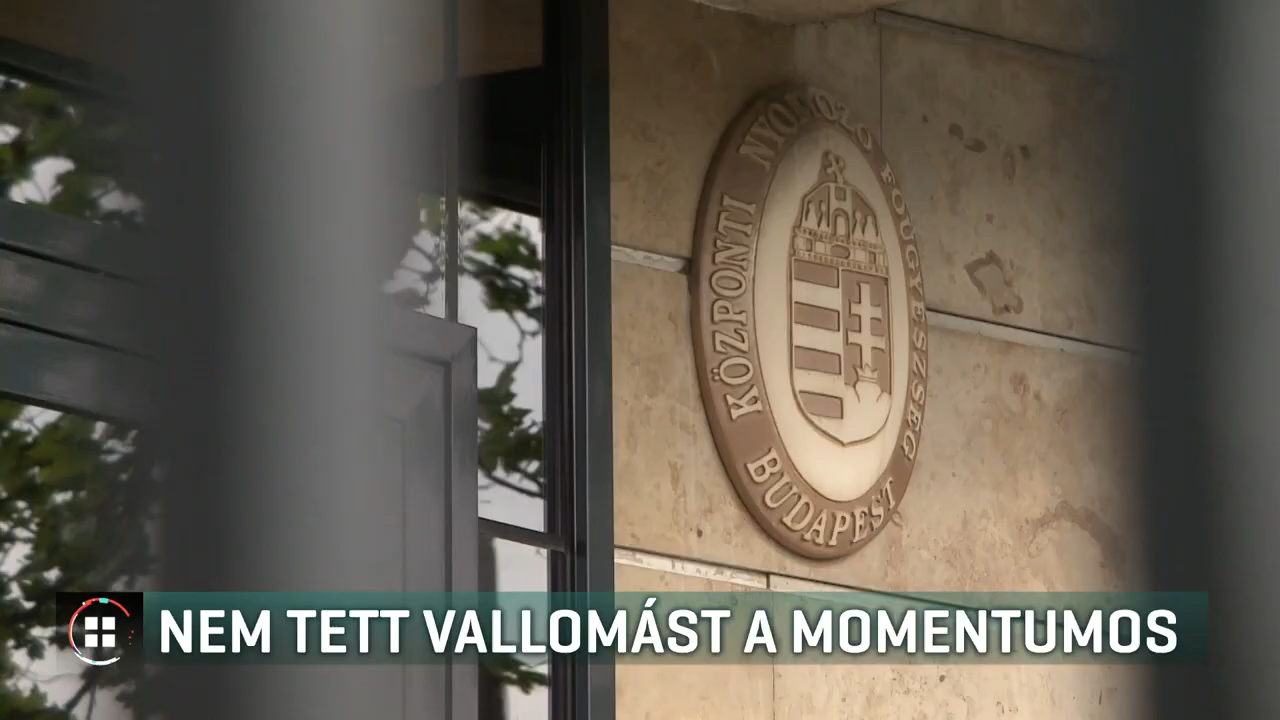 KÖZPONTI NYOMOZÓ FŐÜGYÉSZSÉG
BUDAPEST
NEM TETT VALLOMÁST A MOMENTUMOS